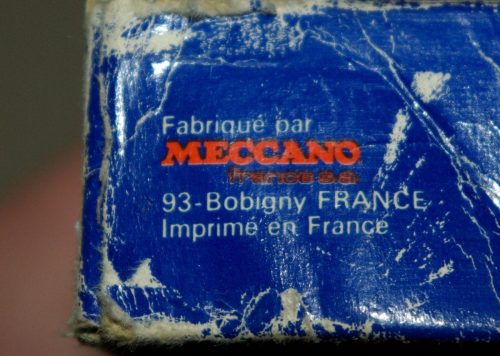 Fabriqué par
MECCANO
france s.a.
93-Bobigny FRANCE
Imprimé en France